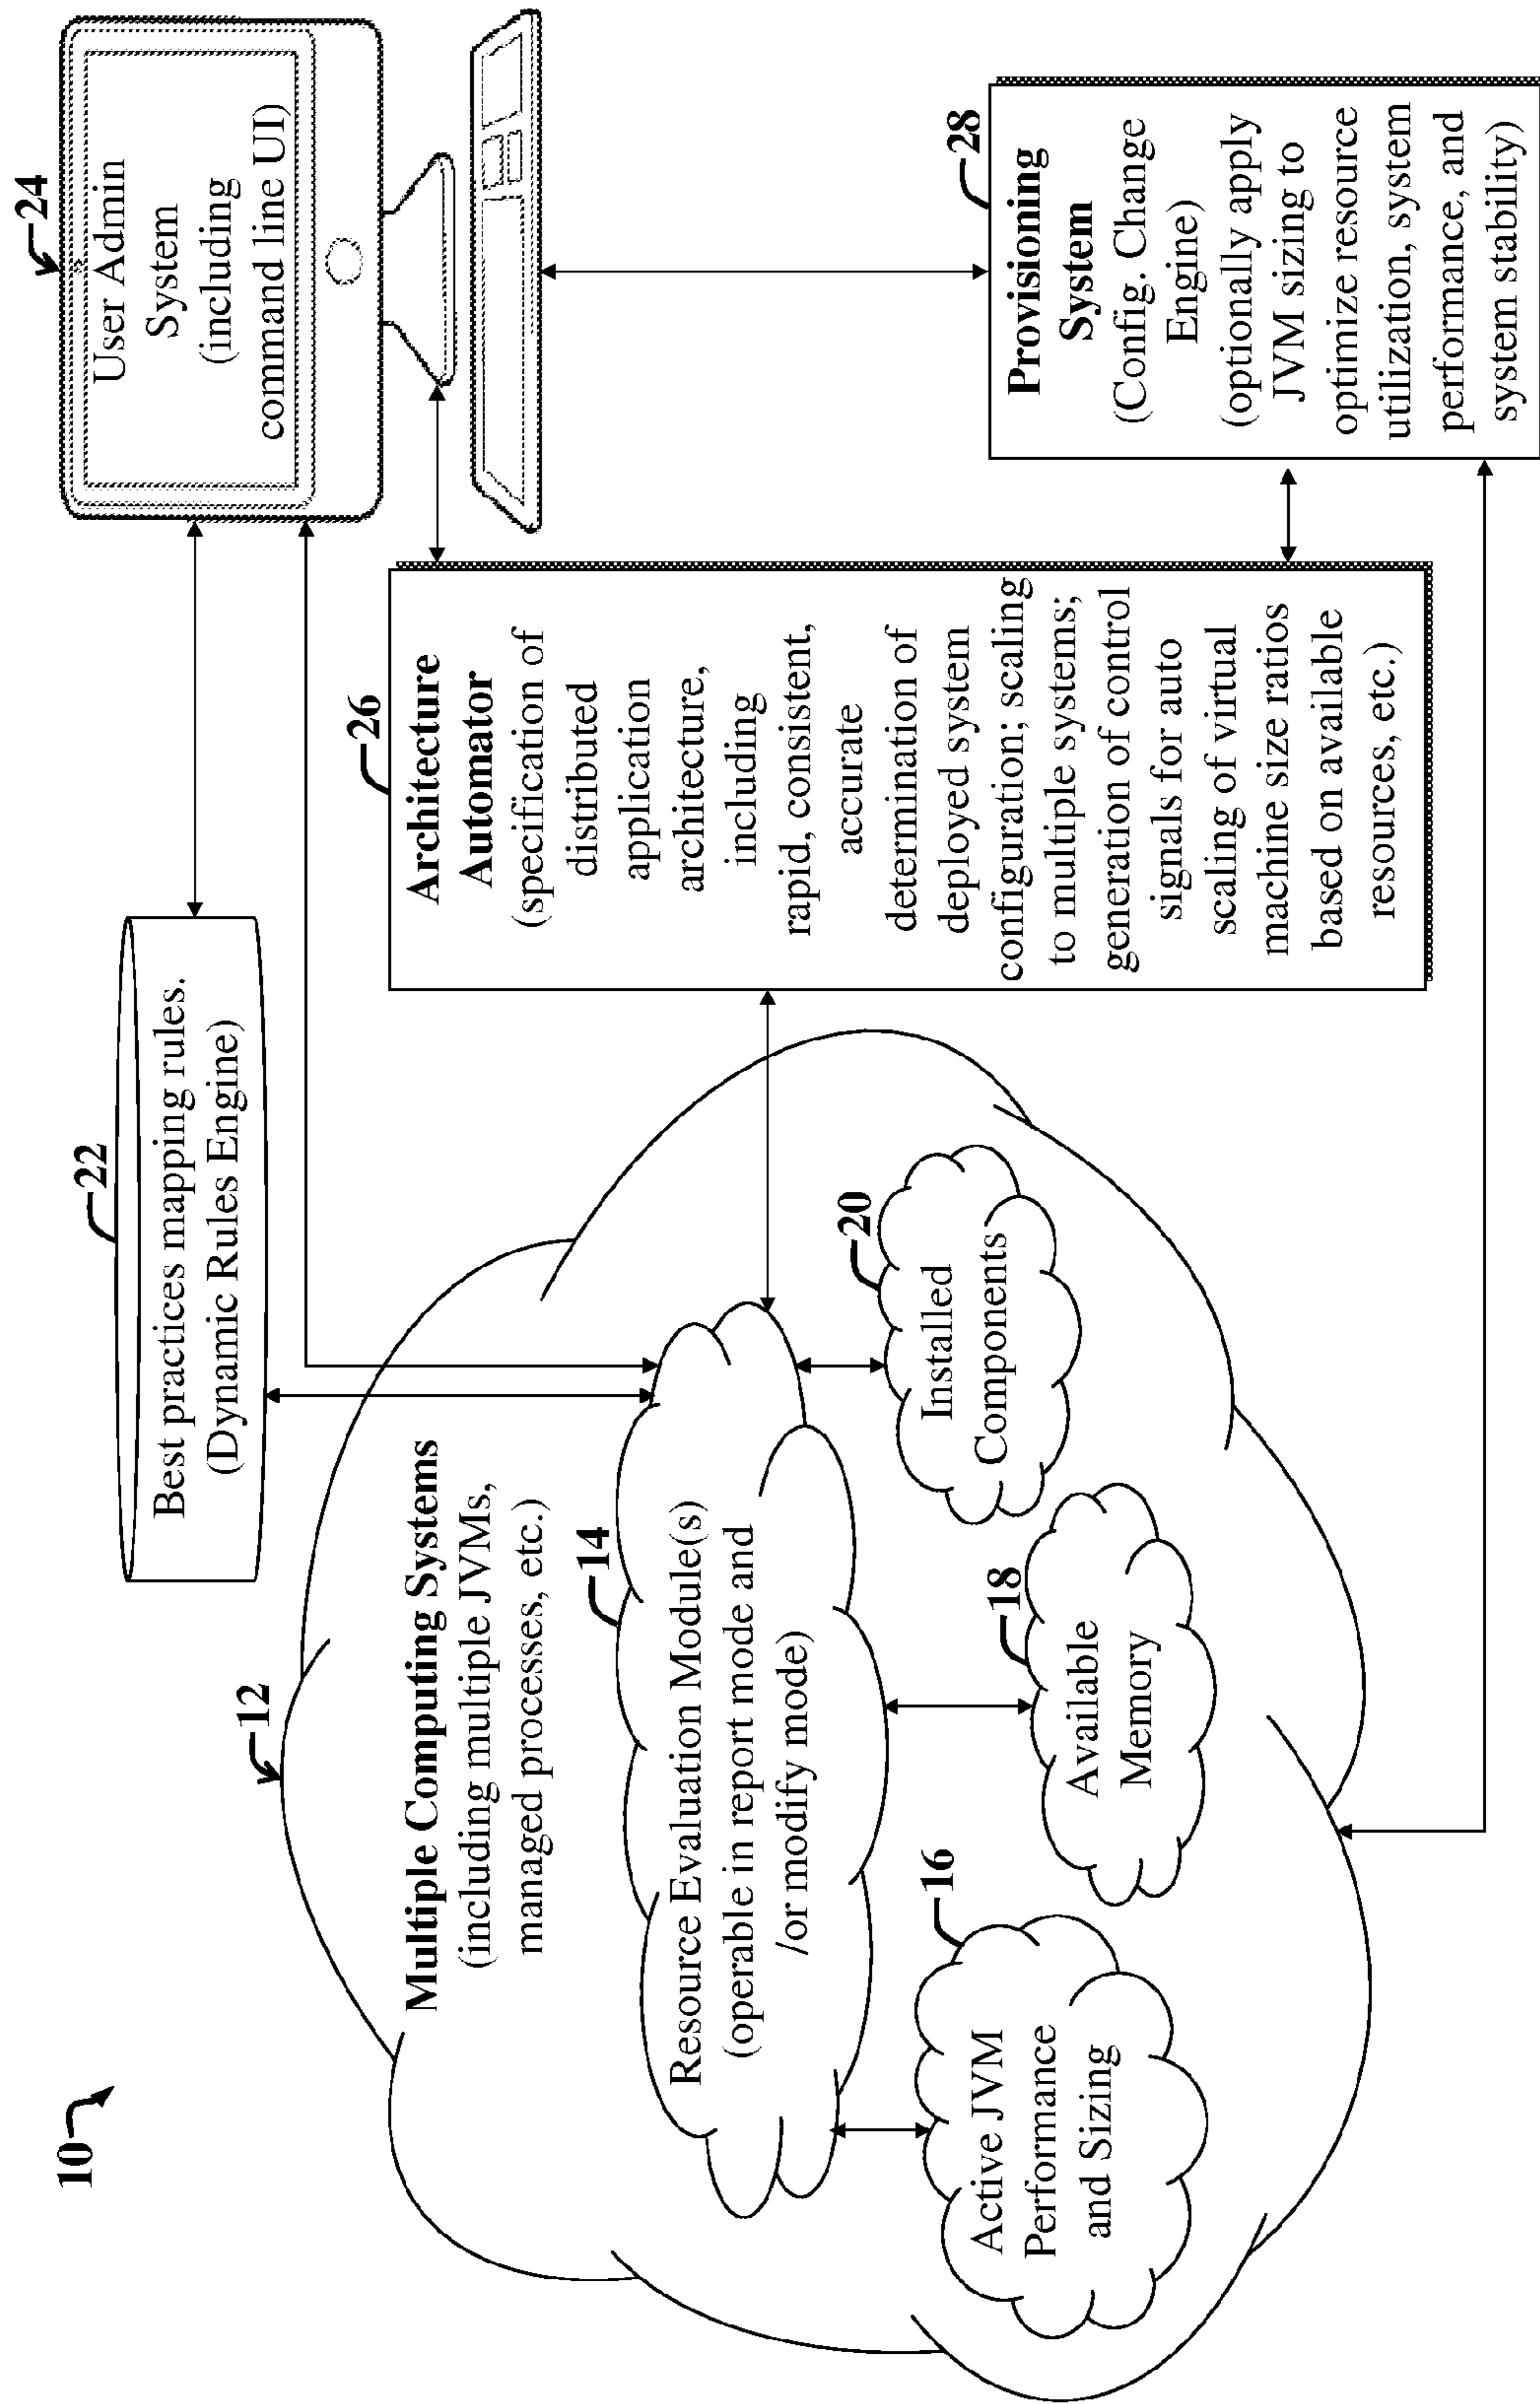 10
12
Multiple Computing Systems
(including multiple JVMs,
managed processes, etc.)
14
Resource Evaluation Module(s)
(operable in report mode and
/or modify mode)
16
Active JVM
Performance
and Sizing
18
Available
Memory
20
Installed
Components
22
Best practices mapping rules.
(Dynamic Rules Engine)
24
User Admin
System
(including
command line UI)
26
Architecture
Automator
(specification of
distributed
application
architecture,
including
rapid, consistent,
accurate
determination of
deployed system
configuration; scaling
to multiple systems;
generation of control
signals for auto
scaling of virtual
machine size ratios
based on available
resources, etc.)
28
Provisioning
System
(Config. Change
Engine)
(optionally apply
JVM sizing to
optimize resource
utilization, system
performance, and
system stability)